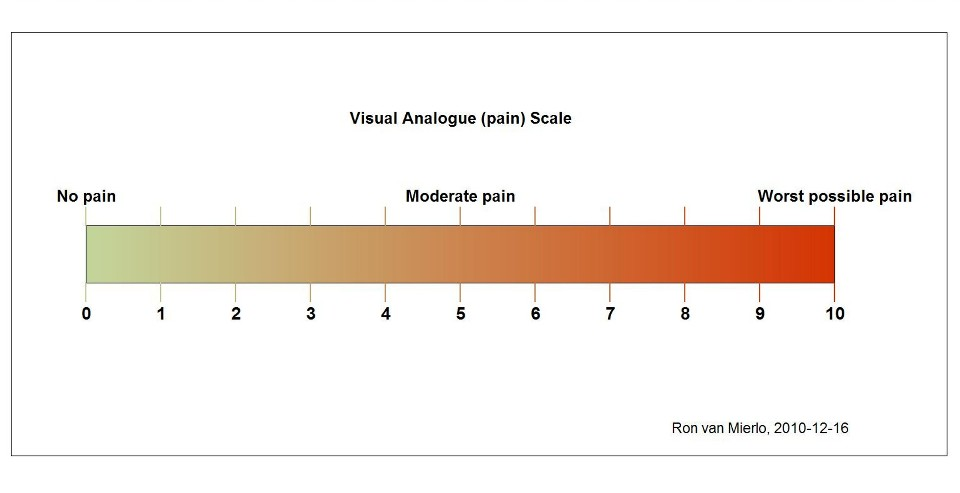 Visual Analogue (pain) Scale
No pain Moderate pain Worst possible pain
0 1 2 3 4 5 6 7 8 9 10
Ron van Mierlo, 2010-12-16